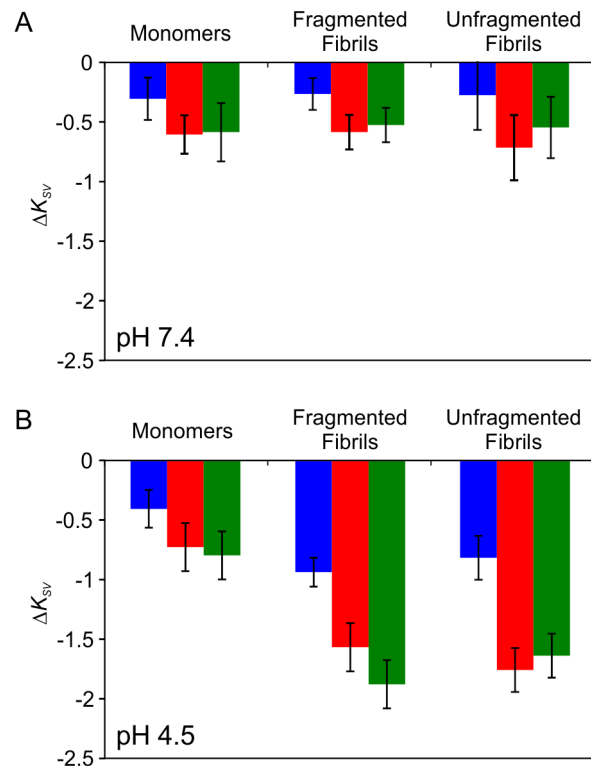 A
Monomers
Fragmented
Fibrils
Unfragmented
Fibrils
0
-0.5
-1
-1.5
-2
-2.5
ΔKSV
pH 7.4
B
Monomers
Fragmented
Fibrils
Unfragmented
Fibrils
0
-0.5
-1
-1.5
-2
-2.5
ΔKSV
pH 4.5